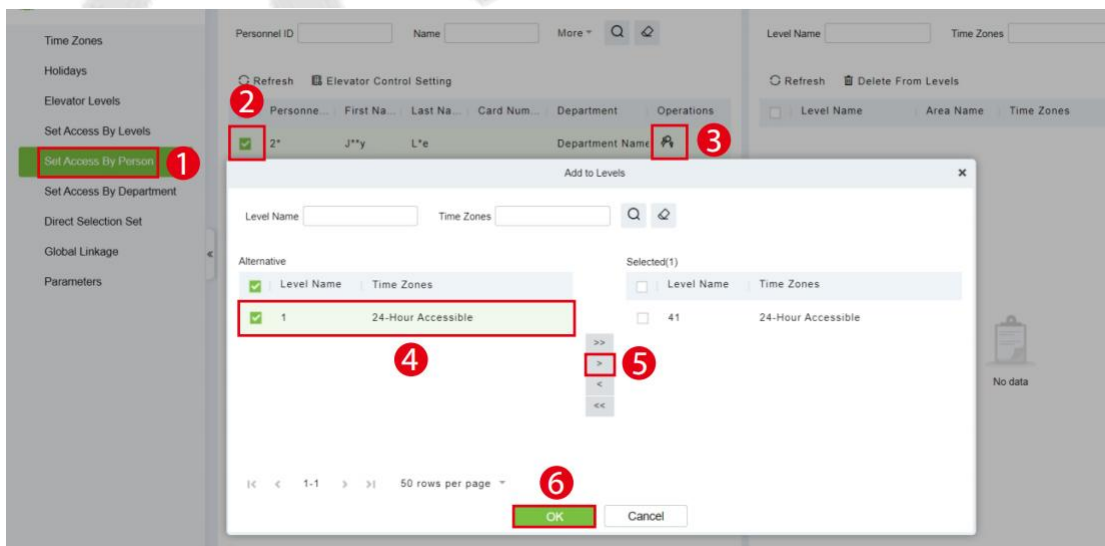 Time Zones
Holidays
Elevator Levels
Set Access By Levels
Set Access By Person
1
Set Access By Department
Direct Selection Set
Global Linkage
Parameters
«
Personnel ID Name More
Refresh Elevator Control Setting
2
Personne... First Na... Last Na... Card Num... Department Operations
2* J**y L*e Department Name
3
Level Name Time Zones
Refresh Delete From Levels
Level Name Area Name Time Zones
No data
Add to Levels ×
Level Name Time Zones
Alternative
Level Name Time Zones
1 24-Hour Accessible
4
>>
>
<
<<
5
Selected(1)
Level Name Time Zones
41 24-Hour Accessible
|< < 1-1 > >| 50 rows per page
6
OK Cancel